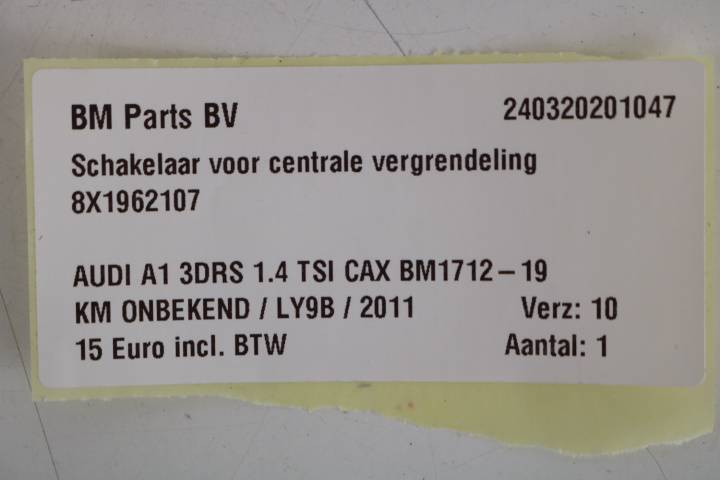 BM Parts BV 240320201047
Schakelaar voor centrale vergrendeling
8X1962107
AUDI A1 3DRS 1.4 TSI CAX BM1712-19
KM ONBEKEND / LY9B / 2011 Verz: 10
15 Euro incl. BTW Aantal: 1